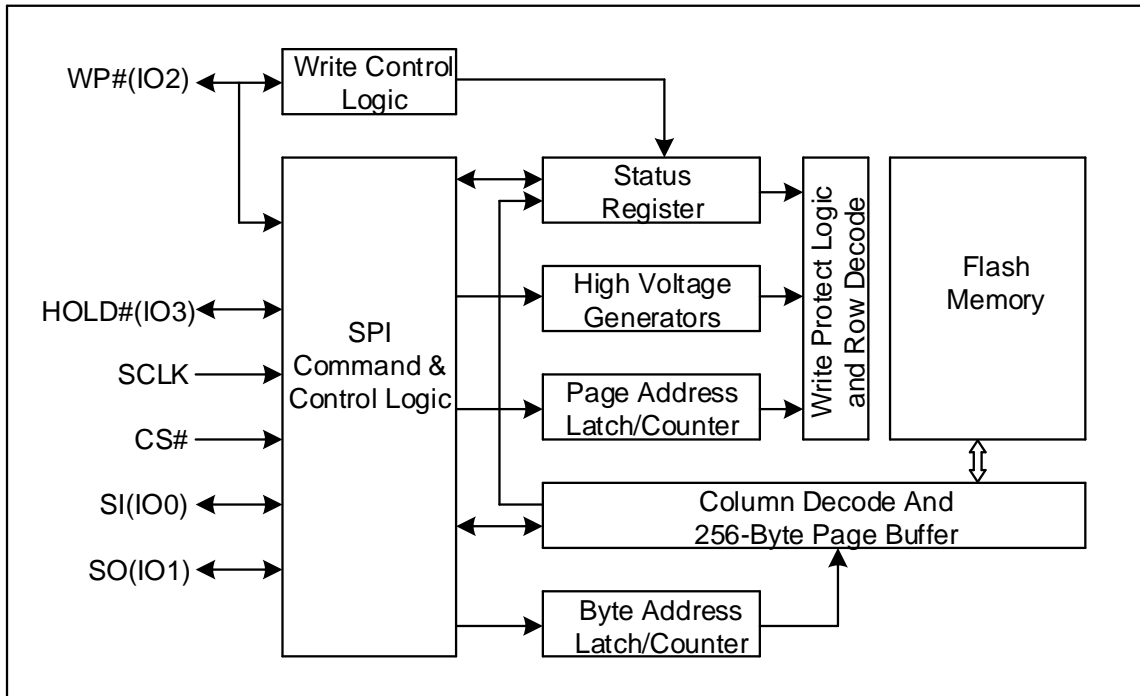 WP#(IO2)
Write Control
Logic
Status
Register
High Voltage
Generators
Page Address
Latch/Counter
Write Protect Logic
and Row Decode
Flash
Memory
HOLD#(IO3)
SCLK
CS#
SI(IO0)
SO(IO1)
SPI
Command &
Control Logic
Column Decode And
256-Byte Page Buffer
Byte Address
Latch/Counter